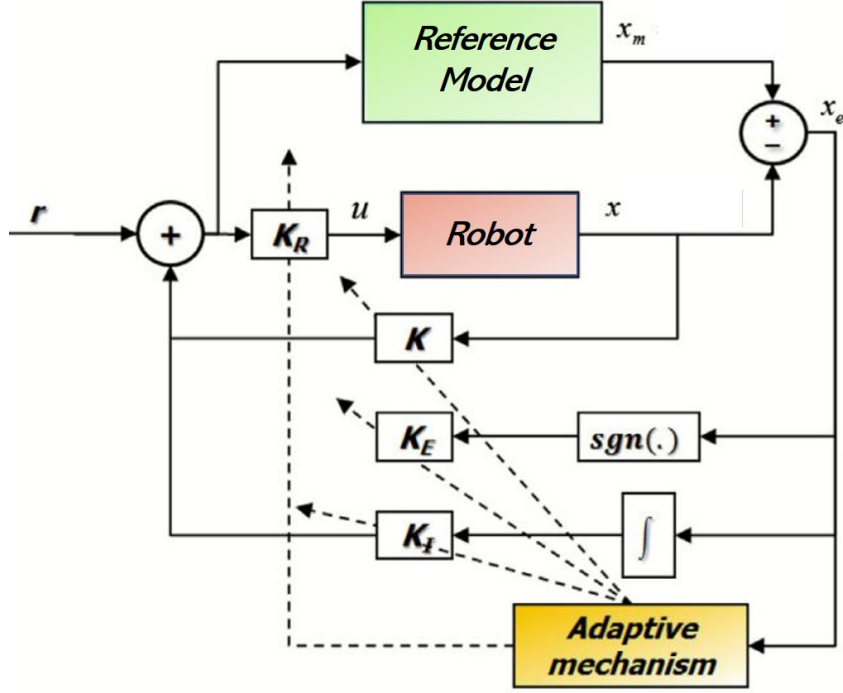 Reference
Model
x_m
+
−
x_e
r
+
K_R
u
Robot
x
K
K_E
sgn(.)
K_I
∫
Adaptive
mechanism